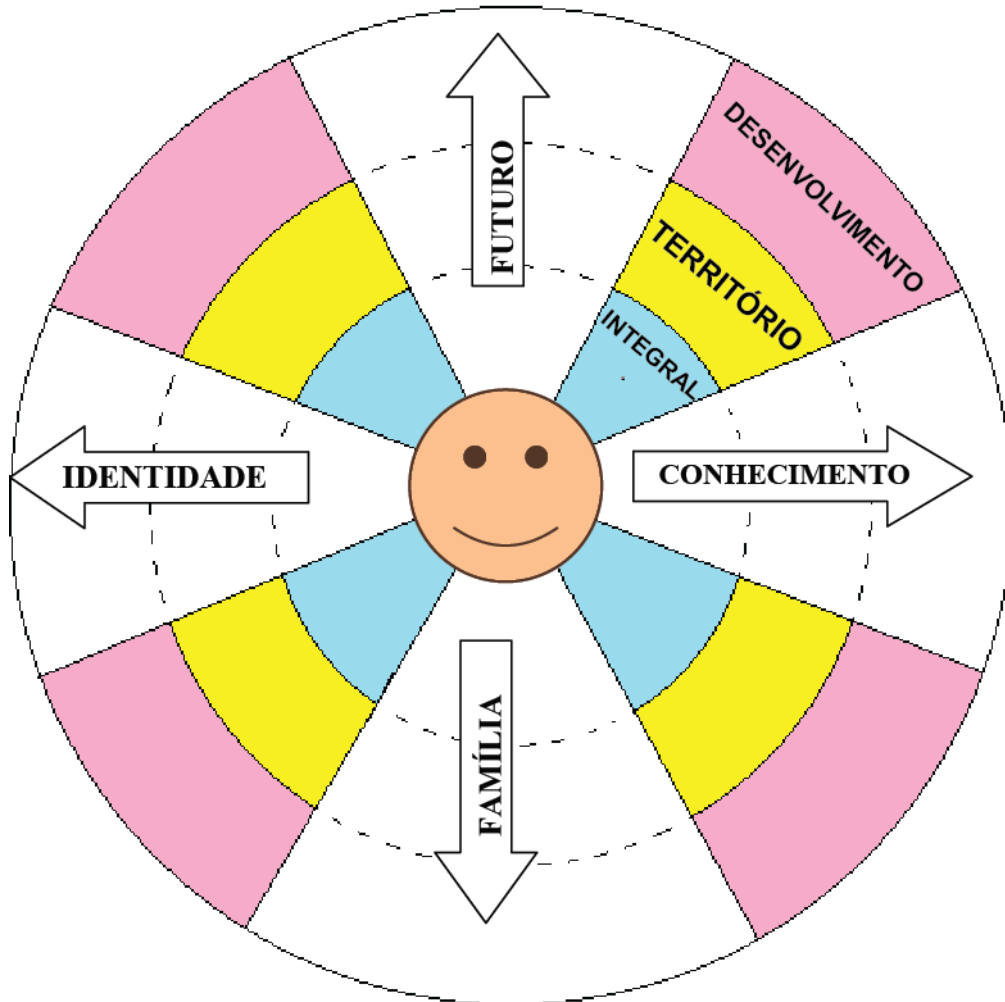 FUTURO
DESENVOLVIMENTO
TERRITÓRIO
INTEGRAL
IDENTIDADE
CONHECIMENTO
FAMÍLIA